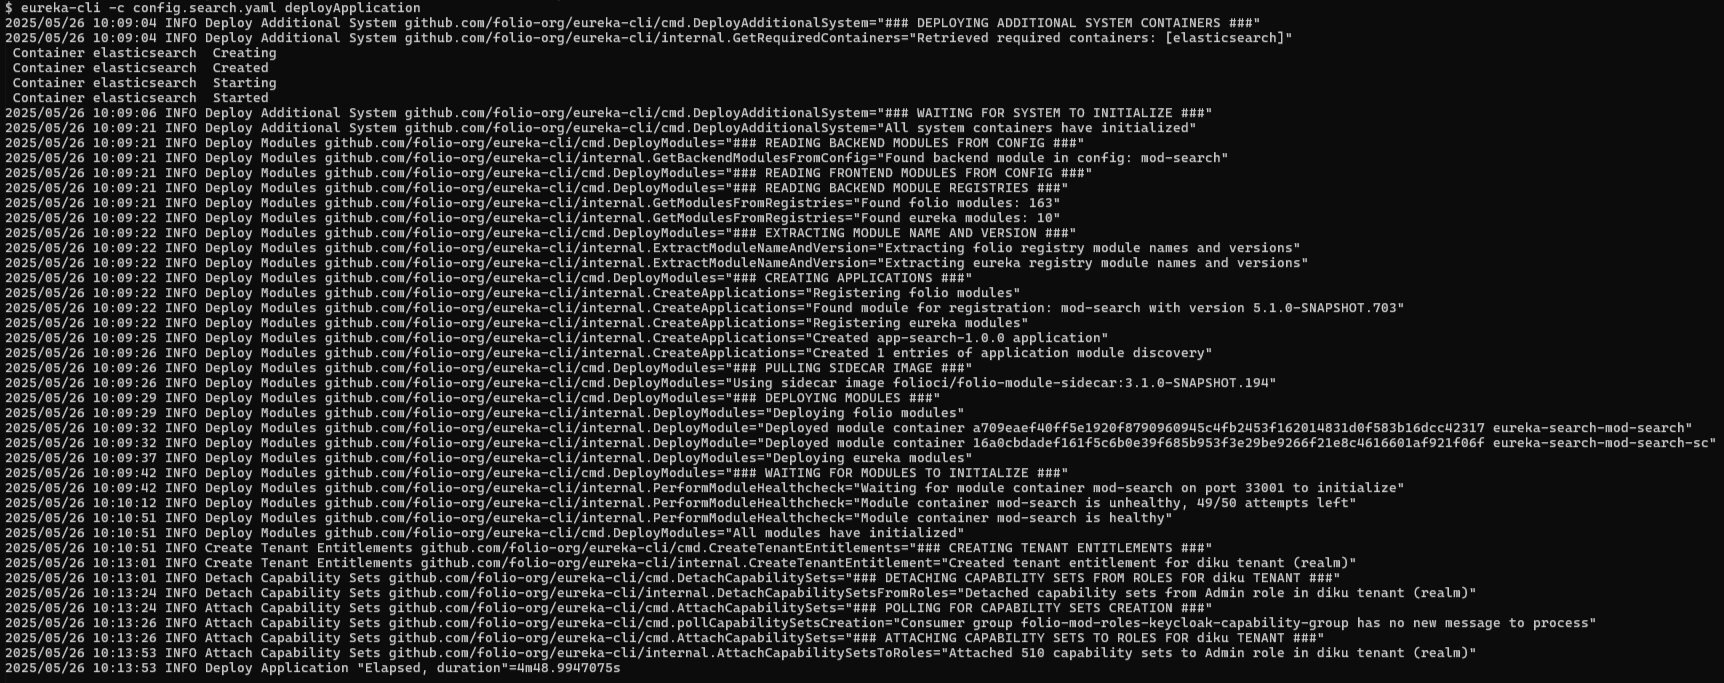 $ eureka-cli -c config.search.yaml deployApplication
2025/05/26 10:09:04 INFO Deploy Additional System github.com/folio-org/eureka-cli/cmd.DeployAdditionalSystem="### DEPLOYING ADDITIONAL SYSTEM CONTAINERS ###"
2025/05/26 10:09:04 INFO Deploy Additional System github.com/folio-org/eureka-cli/internal.GetRequiredContainers="Retrieved required containers: [elasticsearch]"
 Container elasticsearch  Creating
 Container elasticsearch  Created
 Container elasticsearch  Starting
 Container elasticsearch  Started
2025/05/26 10:09:06 INFO Deploy Additional System github.com/folio-org/eureka-cli/cmd.DeployAdditionalSystem="### WAITING FOR SYSTEM TO INITIALIZE ###"
2025/05/26 10:09:21 INFO Deploy Additional System github.com/folio-org/eureka-cli/cmd.DeployAdditionalSystem="All system containers have initialized"
2025/05/26 10:09:21 INFO Deploy Modules github.com/folio-org/eureka-cli/cmd.DeployModules="### READING BACKEND MODULES FROM CONFIG ###"
2025/05/26 10:09:21 INFO Deploy Modules github.com/folio-org/eureka-cli/internal.GetBackendModulesFromConfig="Found backend module in config: mod-search"
2025/05/26 10:09:21 INFO Deploy Modules github.com/folio-org/eureka-cli/cmd.DeployModules="### READING FRONTEND MODULES FROM CONFIG ###"
2025/05/26 10:09:21 INFO Deploy Modules github.com/folio-org/eureka-cli/cmd.DeployModules="### READING BACKEND MODULE REGISTRIES ###"
2025/05/26 10:09:21 INFO Deploy Modules github.com/folio-org/eureka-cli/internal.GetModulesFromRegistries="Found folio modules: 163"
2025/05/26 10:09:22 INFO Deploy Modules github.com/folio-org/eureka-cli/internal.GetModulesFromRegistries="Found eureka modules: 10"
2025/05/26 10:09:22 INFO Deploy Modules github.com/folio-org/eureka-cli/cmd.DeployModules="### EXTRACTING MODULE NAME AND VERSION ###"
2025/05/26 10:09:22 INFO Deploy Modules github.com/folio-org/eureka-cli/internal.ExtractModuleNameAndVersion="Extracting folio registry module names and versions"
2025/05/26 10:09:22 INFO Deploy Modules github.com/folio-org/eureka-cli/internal.ExtractModuleNameAndVersion="Extracting eureka registry module names and versions"
2025/05/26 10:09:22 INFO Deploy Modules github.com/folio-org/eureka-cli/cmd.DeployModules="### CREATING APPLICATIONS ###"
2025/05/26 10:09:22 INFO Deploy Modules github.com/folio-org/eureka-cli/internal.CreateApplications="Registering folio modules"
2025/05/26 10:09:22 INFO Deploy Modules github.com/folio-org/eureka-cli/internal.CreateApplications="Found module for registration: mod-search with version 5.1.0-SNAPSHOT.703"
2025/05/26 10:09:22 INFO Deploy Modules github.com/folio-org/eureka-cli/internal.CreateApplications="Registering eureka modules"
2025/05/26 10:09:25 INFO Deploy Modules github.com/folio-org/eureka-cli/internal.CreateApplications="Created app-search-1.0.0 application"
2025/05/26 10:09:26 INFO Deploy Modules github.com/folio-org/eureka-cli/internal.CreateApplications="Created 1 entries of application module discovery"
2025/05/26 10:09:26 INFO Deploy Modules github.com/folio-org/eureka-cli/cmd.DeployModules="### PULLING SIDECAR IMAGE ###"
2025/05/26 10:09:26 INFO Deploy Modules github.com/folio-org/eureka-cli/cmd.DeployModules="Using sidecar image folioci/folio-module-sidecar:3.1.0-SNAPSHOT.194"
2025/05/26 10:09:29 INFO Deploy Modules github.com/folio-org/eureka-cli/cmd.DeployModules="### DEPLOYING MODULES ###"
2025/05/26 10:09:29 INFO Deploy Modules github.com/folio-org/eureka-cli/internal.DeployModules="Deploying folio modules"
2025/05/26 10:09:32 INFO Deploy Modules github.com/folio-org/eureka-cli/internal.DeployModule="Deployed module container a709eaef40ff5e1920f8790960945c4fb2453f162014831d0f583b16dcc42317 eureka-search-mod-search"
2025/05/26 10:09:32 INFO Deploy Modules github.com/folio-org/eureka-cli/internal.DeployModule="Deployed module container 16a0cbdadef161f5c6b0e39f685b953f3e29be9266f21e8c4616601af921f06f eureka-search-mod-search-sc"
2025/05/26 10:09:37 INFO Deploy Modules github.com/folio-org/eureka-cli/internal.DeployModules="Deploying eureka modules"
2025/05/26 10:09:42 INFO Deploy Modules github.com/folio-org/eureka-cli/cmd.DeployModules="### WAITING FOR MODULES TO INITIALIZE ###"
2025/05/26 10:09:42 INFO Deploy Modules github.com/folio-org/eureka-cli/internal.PerformModuleHealthcheck="Waiting for module container mod-search on port 33001 to initialize"
2025/05/26 10:10:12 INFO Deploy Modules github.com/folio-org/eureka-cli/internal.PerformModuleHealthcheck="Module container mod-search is unhealthy, 49/50 attempts left"
2025/05/26 10:10:51 INFO Deploy Modules github.com/folio-org/eureka-cli/internal.PerformModuleHealthcheck="Module container mod-search is healthy"
2025/05/26 10:10:51 INFO Deploy Modules github.com/folio-org/eureka-cli/cmd.DeployModules="All modules have initialized"
2025/05/26 10:10:51 INFO Create Tenant Entitlements github.com/folio-org/eureka-cli/cmd.CreateTenantEntitlements="### CREATING TENANT ENTITLEMENTS ###"
2025/05/26 10:13:01 INFO Create Tenant Entitlements github.com/folio-org/eureka-cli/internal.CreateTenantEntitlement="Created tenant entitlement for diku tenant (realm)"
2025/05/26 10:13:01 INFO Detach Capability Sets github.com/folio-org/eureka-cli/cmd.DetachCapabilitySets="### DETACHING CAPABILITY SETS FROM ROLES FOR diku TENANT ###"
2025/05/26 10:13:24 INFO Detach Capability Sets github.com/folio-org/eureka-cli/internal.DetachCapabilitySetsFromRoles="Detached capability sets from Admin role in diku tenant (realm)"
2025/05/26 10:13:24 INFO Attach Capability Sets github.com/folio-org/eureka-cli/cmd.AttachCapabilitySets="### POLLING FOR CAPABILITY SETS CREATION ###"
2025/05/26 10:13:26 INFO Attach Capability Sets github.com/folio-org/eureka-cli/cmd.pollCapabilitySetsCreation="Consumer group folio-mod-roles-keycloak-capability-group has no new message to process"
2025/05/26 10:13:26 INFO Attach Capability Sets github.com/folio-org/eureka-cli/cmd.AttachCapabilitySets="### ATTACHING CAPABILITY SETS TO ROLES FOR diku TENANT ###"
2025/05/26 10:13:53 INFO Attach Capability Sets github.com/folio-org/eureka-cli/internal.AttachCapabilitySetsToRoles="Attached 510 capability sets to Admin role in diku tenant (realm)"
2025/05/26 10:13:53 INFO Deploy Application "Elapsed, duration"=4m48.9947075s